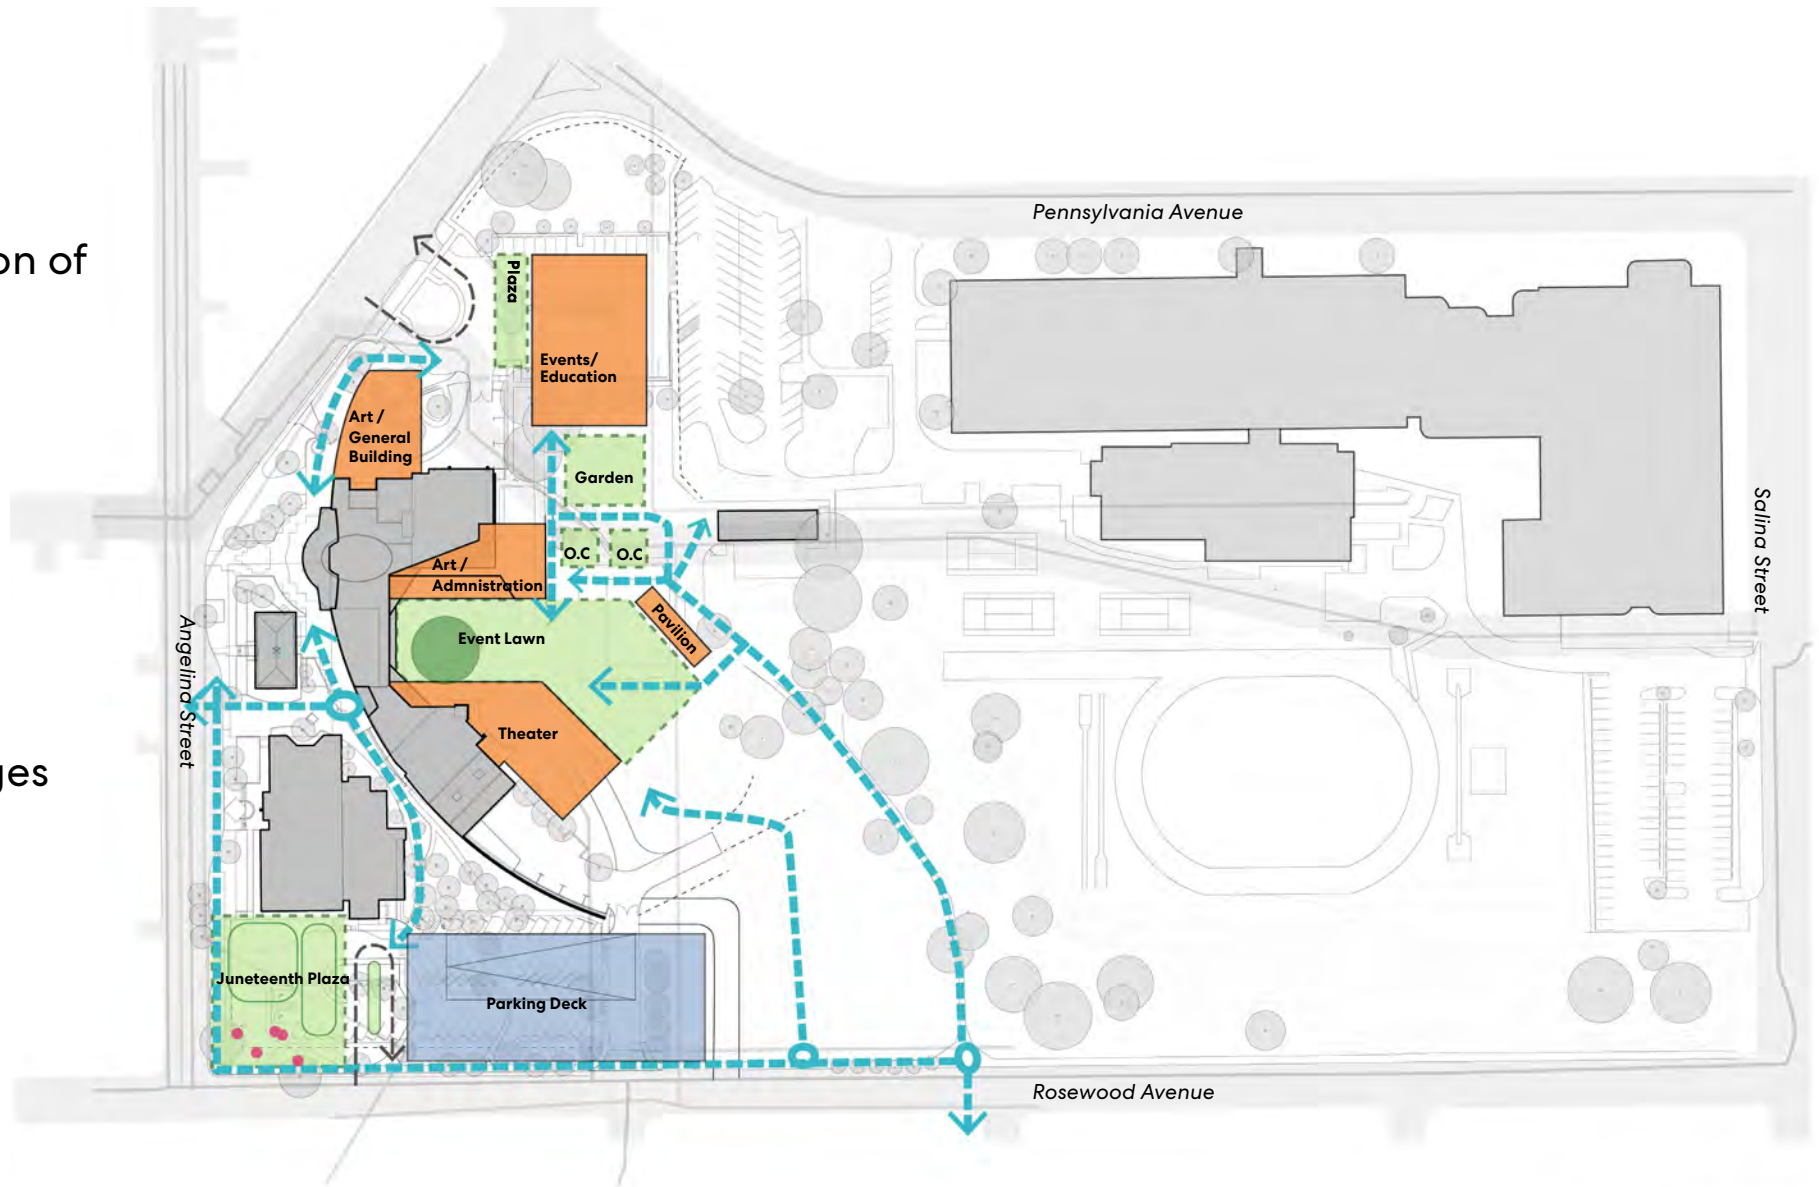 on of
ges
Pennsylvania Avenue
Plaza
Events/
Education
Art /
General
Building
Garden
O.C
O.C
Art /
Admnistration
Pavilion
Event Lawn
Theater
Angelina Street
Salina Street
Juneteenth Plaza
Parking Deck
Rosewood Avenue